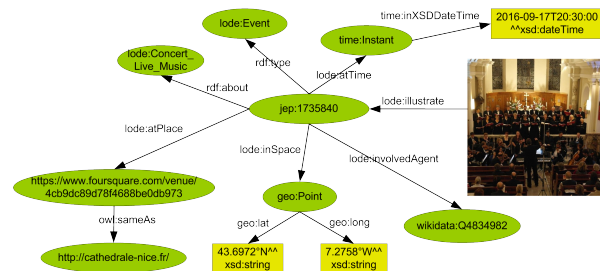 lode:Event
time:inXSDDateTime
2016-09-17T20:30:00
^^xsd:dateTime
time:Instant
lode:Concert_
Live_Music
rdf:type
lode:atTime
rdf:about
jep:1735840
lode:illustrate
lode:atPlace
lode:inSpace
lode:involvedAgent
https://www.foursquare.com/venue/
4cb9dc89d78f4688be0db973
geo:Point
owl:sameAs
geo:lat
geo:long
wikidata:Q4834982
http://cathedrale-nice.fr/
43.6972°N^^
xsd:string
7.2758°W^^
xsd:string